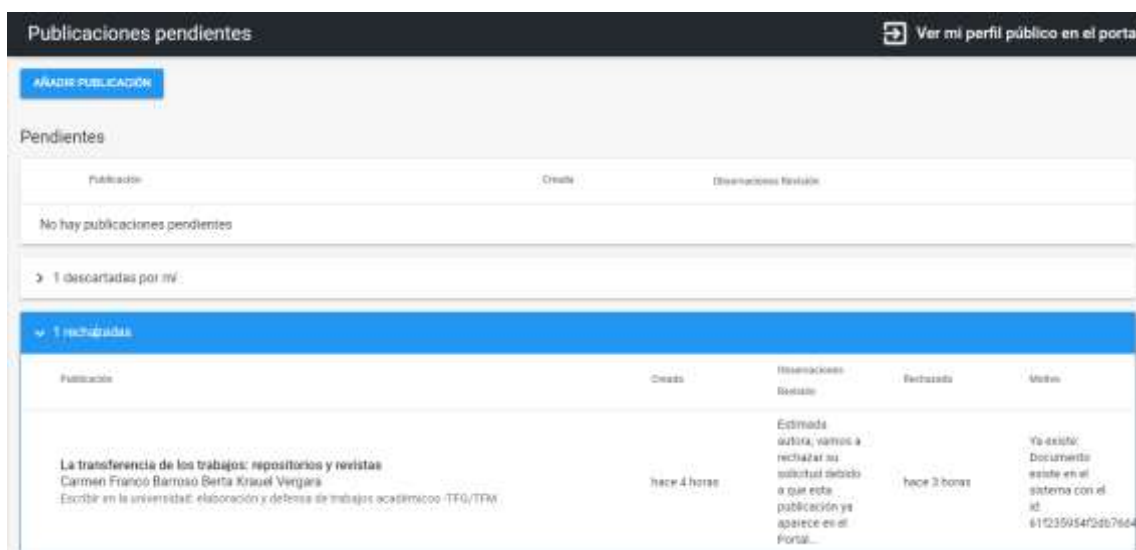 Publicaciones pendientes
Ver mi perfil público en el porta
AÑADIR PUBLICACIÓN
Pendientes
Publicación Creada Observaciones Revisión
No hay publicaciones pendientes
1 descartadas por mí
1 rechazadas
Publicación Creada Observaciones Revisión Rechazada Motivo
La transferencia de los trabajos: repositorios y revistas
Carmen Franco Barroso Berta Krauel Vergara
Escribir en la universidad: elaboración y defensa de trabajos académicos -TFG/TFM
hace 4 horas
Estimada
autora, vamos a
rechazar su
solicitud debido
a que esta
publicación ya
aparece en el
Portal...
hace 3 horas
Ya existe:
Documento
existe en el
sistema con el
id: